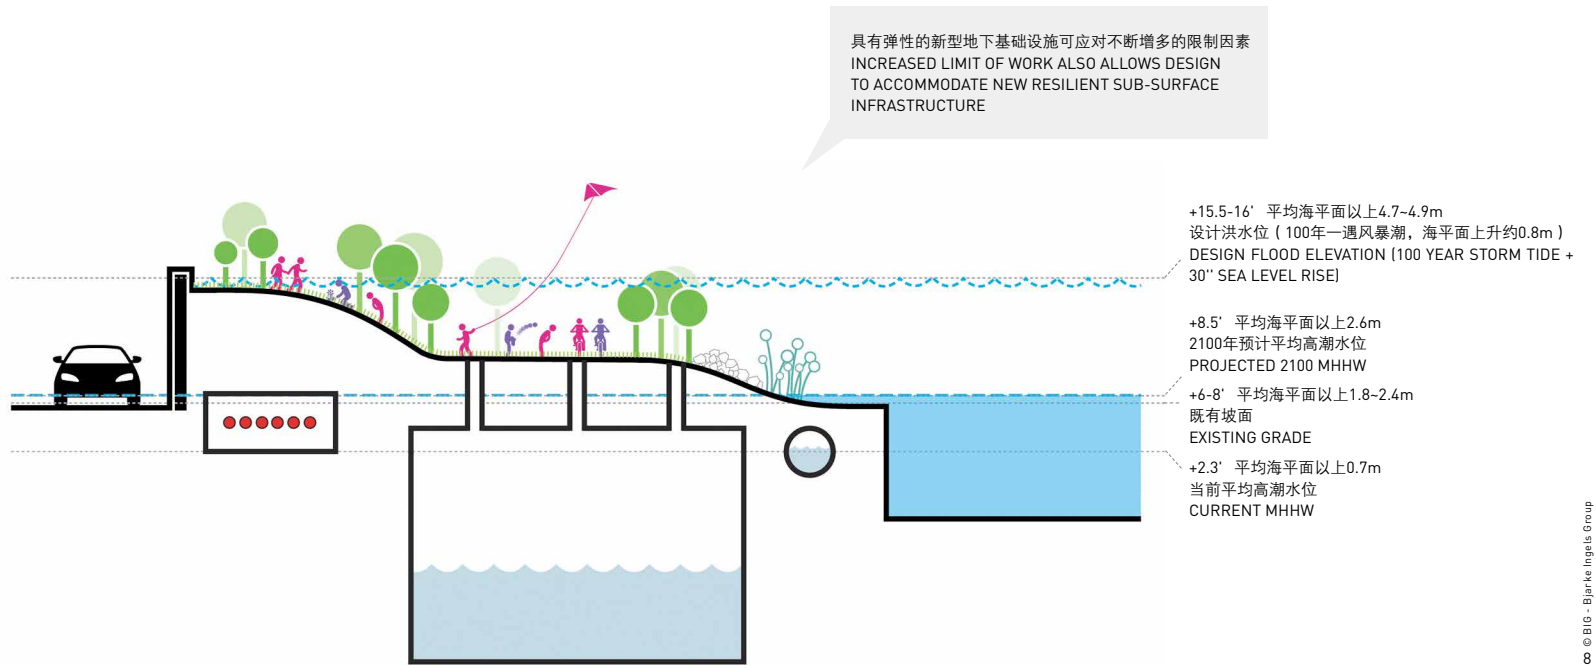 具有弹性的新型地下基础设施可应对不断增多的限制因素
INCREASED LIMIT OF WORK ALSO ALLOWS DESIGN
TO ACCOMMODATE NEW RESILIENT SUB-SURFACE
INFRASTRUCTURE
+15.5-16' 平均海平面以上4.7~4.9m
设计洪水位（100年一遇风暴潮，海平面上升约0.8m）
DESIGN FLOOD ELEVATION (100 YEAR STORM TIDE +
30'' SEA LEVEL RISE)
+8.5' 平均海平面以上2.6m
2100年预计平均高潮水位
PROJECTED 2100 MHHW
+6-8' 平均海平面以上1.8~2.4m
既有坡面
EXISTING GRADE
+2.3' 平均海平面以上0.7m
当前平均高潮水位
CURRENT MHHW
© BIG - Bjarke Ingels Group
8